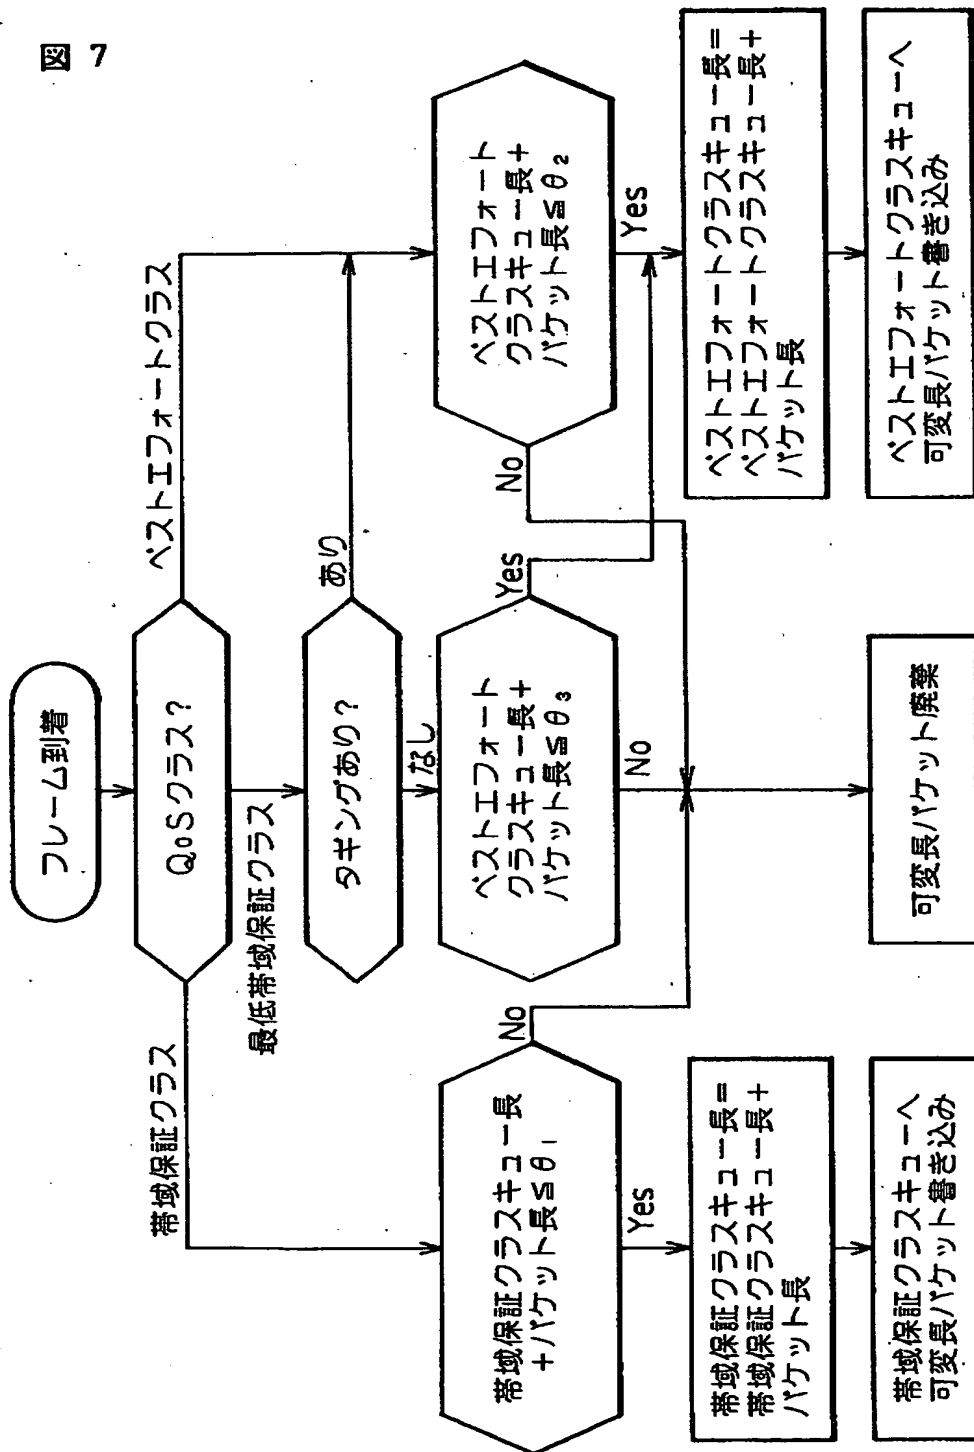 図 7
フレーム到着
QoSクラス?
帯域保証クラス
最低帯域保証クラス
ベストエフォートクラス
タギングあり?
あり
なし
帯域保証クラスキュー長
+パケット長≦θ1
No
Yes
ベストエフォート
クラスキュー長+
パケット長≦θ3
Yes
No
ベストエフォート
クラスキュー長+
パケット長≦θ2
No
Yes
帯域保証クラスキュー長=
帯域保証クラスキュー長+
パケット長
ベストエフォートクラスキュー長=
ベストエフォートクラスキュー長+
パケット長
帯域保証クラスキューへ
可変長パケット書き込み
可変長パケット廃棄
ベストエフォートクラスキューへ
可変長パケット書き込み